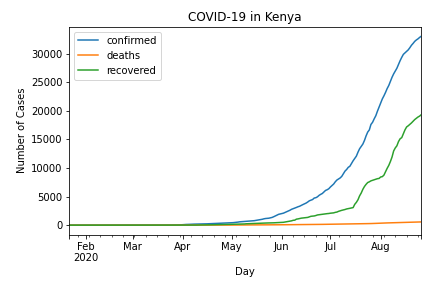 COVID-19 in Kenya
confirmed
deaths
recovered
Number of Cases
30000
25000
20000
15000
10000
5000
0
Feb Mar Apr May Jun Jul Aug
2020
Day